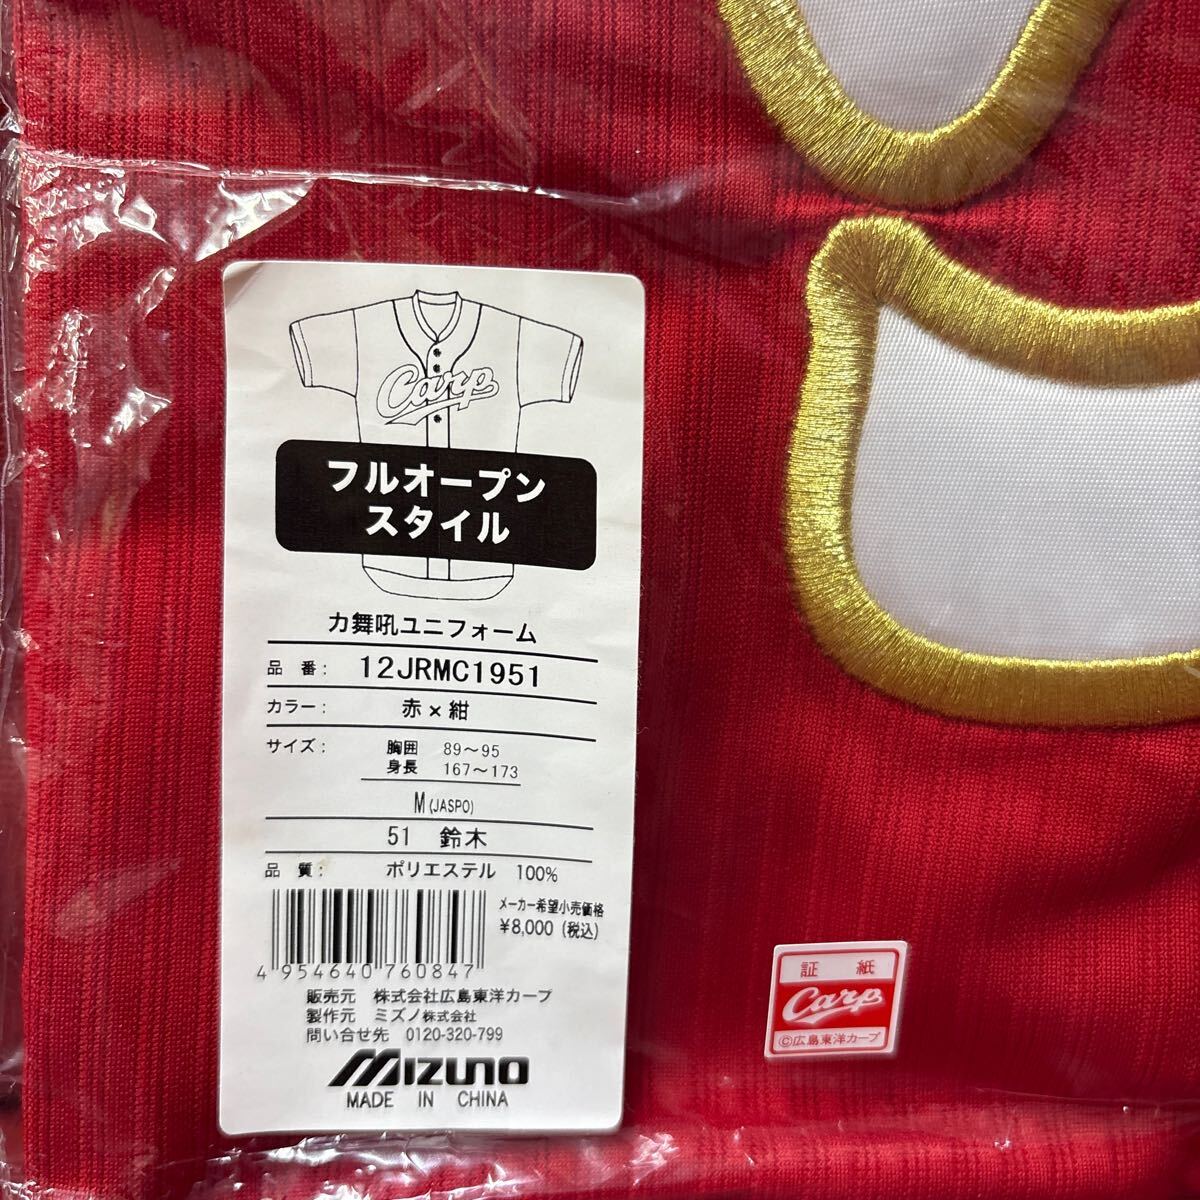 Carp
フルオープン
スタイル
力舞吼ユニフォーム
品 番: 12JRMC1951
カラー: 赤×紺
サイズ: 胸囲 89～95
身長 167～173
M(JASPO)
51 鈴木
品 質: ポリエステル 100%
メーカー希望小売価格
¥8,000 (税込)
4 954640 760847
販売元 株式会社広島東洋カープ
製作元 ミズノ株式会社
問い合せ先 0120-320-799
MIZUNO
MADE IN CHINA
証 紙
Carp
©広島東洋カープ